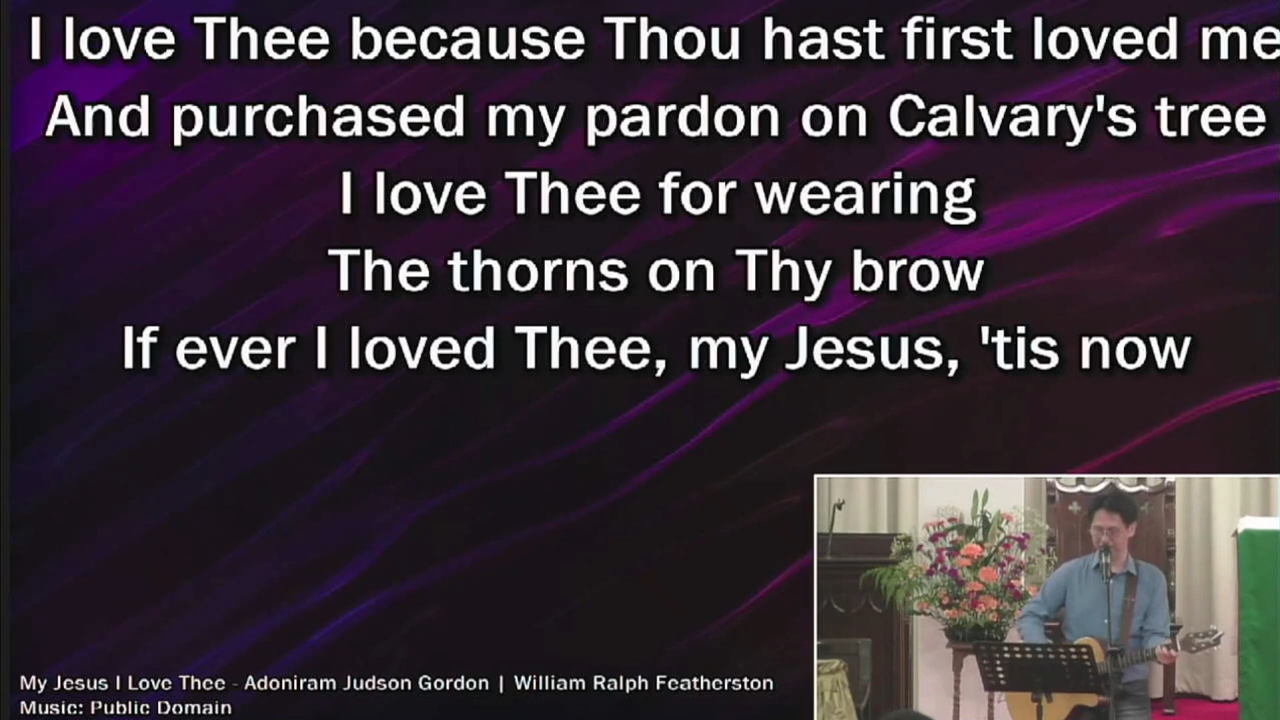 I love Thee because Thou hast first loved me
And purchased my pardon on Calvary's tree
I love Thee for wearing
The thorns on Thy brow
If ever I loved Thee, my Jesus, 'tis now
My Jesus I Love Thee - Adoniram Judson Gordon | William Ralph Featherston
Music: Public Domain